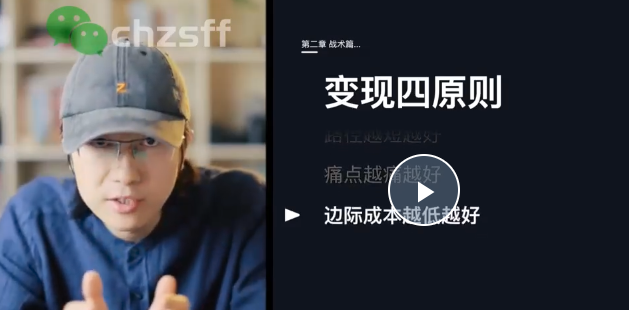 chzsff
Z
第二章 战术篇...
变现四原则
路径越短越好
痛点越痛越好
边际成本越低越好